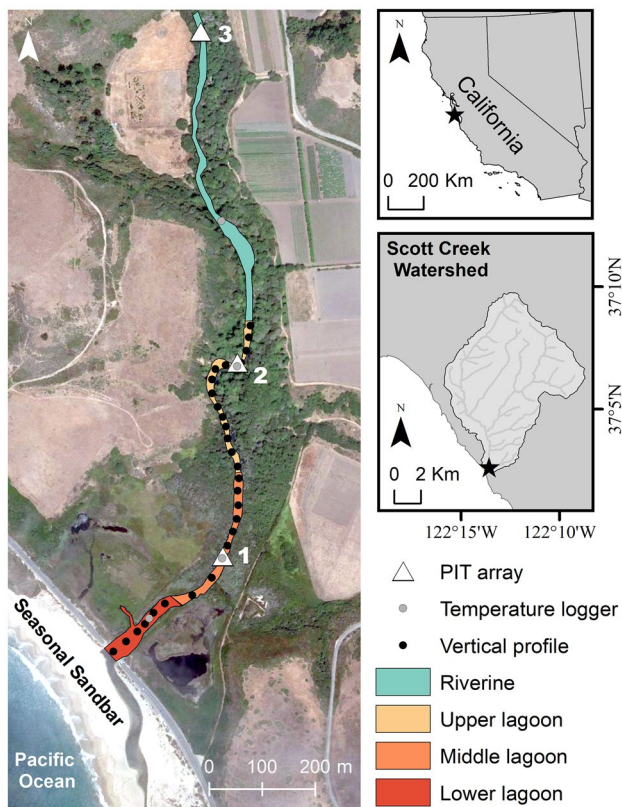 N
3
2
1
Seasonal Sandbar
Pacific
Ocean
0 100 200 m
N
California
0 200 Km
Scott Creek
Watershed
37°10'N
37°5'N
N
0 2 Km
122°15'W 122°10'W
PIT array
Temperature logger
Vertical profile
Riverine
Upper lagoon
Middle lagoon
Lower lagoon